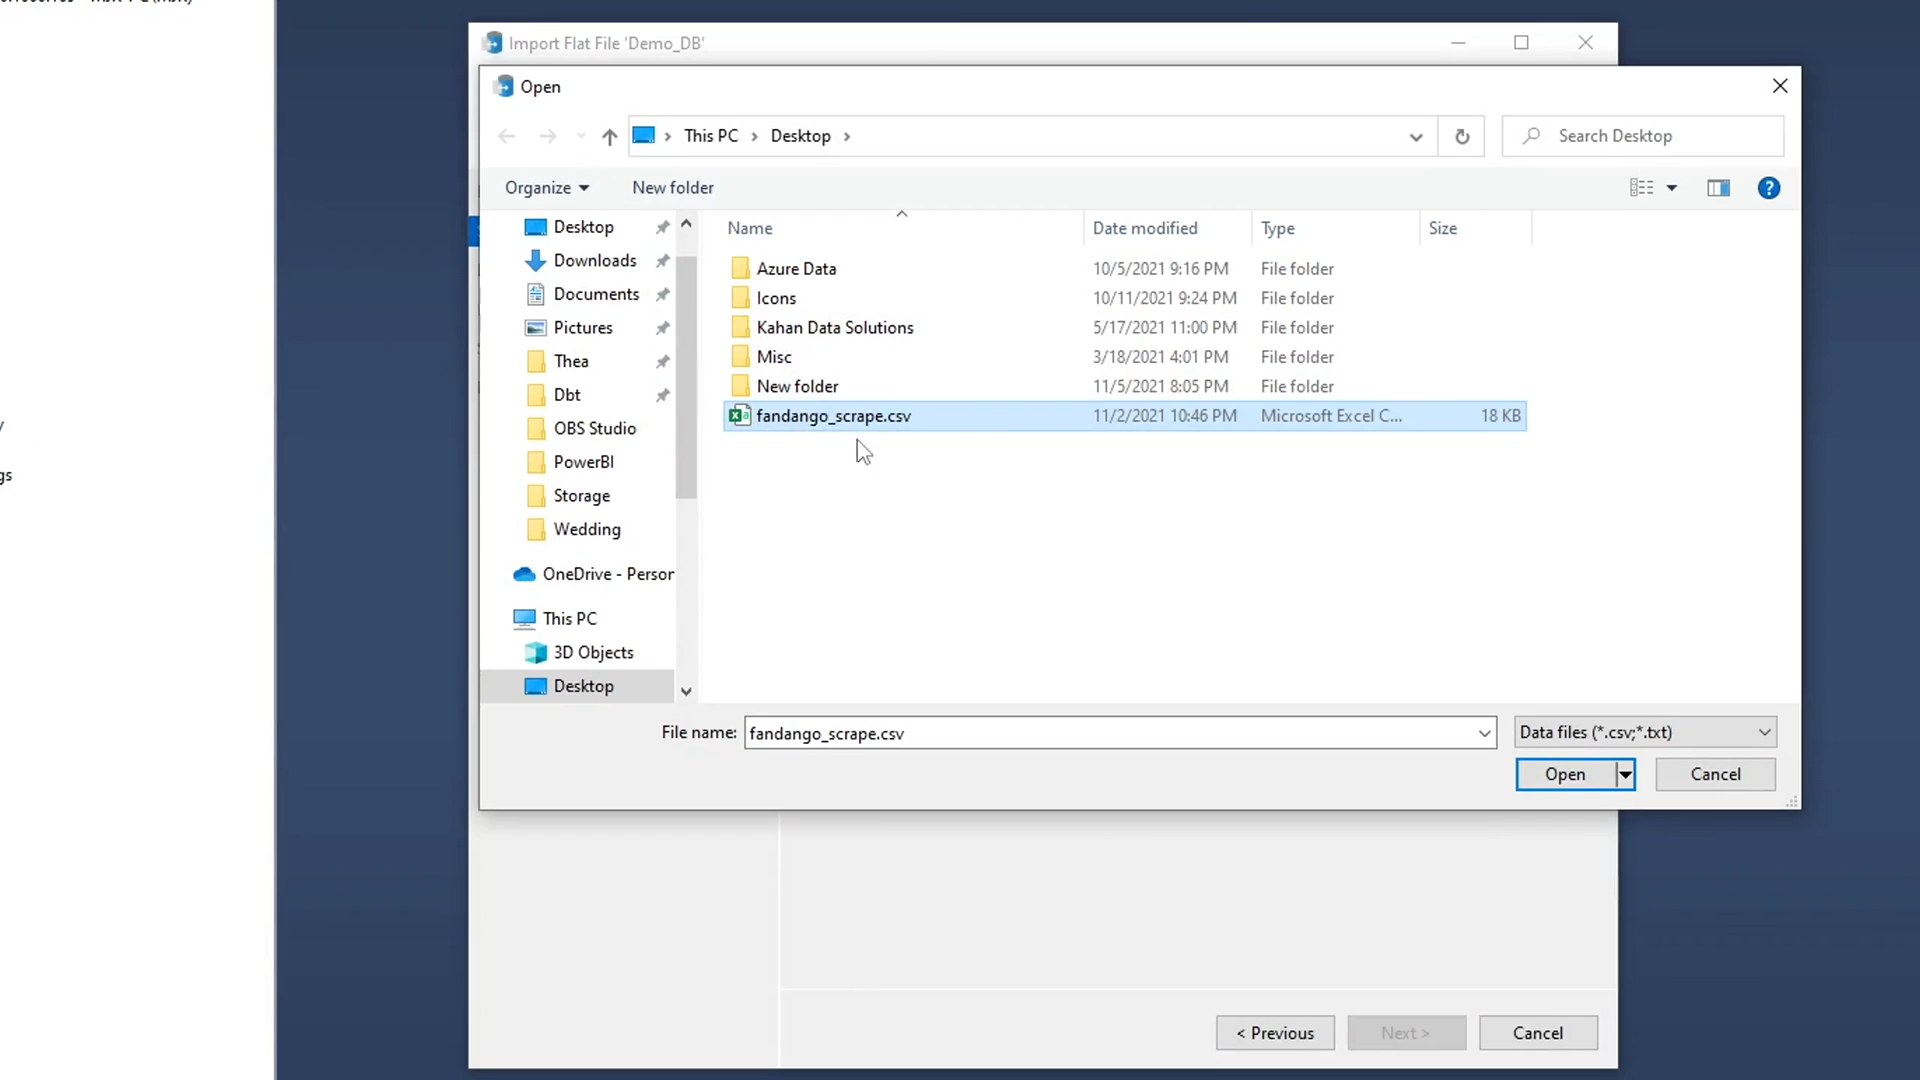 Import Flat File 'Demo_DB'
Open
This PC
Desktop
Search Desktop
Organize
New folder
?
Desktop
Downloads
Documents
Pictures
Thea
Dbt
OBS Studio
PowerBI
Storage
Wedding
OneDrive - Person
This PC
3D Objects
Desktop
Name Date modified Type Size
Azure Data 10/5/2021 9:16 PM File folder
Icons 10/11/2021 9:24 PM File folder
Kahan Data Solutions 5/17/2021 11:00 PM File folder
Misc 3/18/2021 4:01 PM File folder
New folder 11/5/2021 8:05 PM File folder
fandango_scrape.csv 11/2/2021 10:46 PM Microsoft Excel C... 18 KB
gs
File name: fandango_scrape.csv Data files (*.csv;*.txt)
Open Cancel
< Previous Next > Cancel